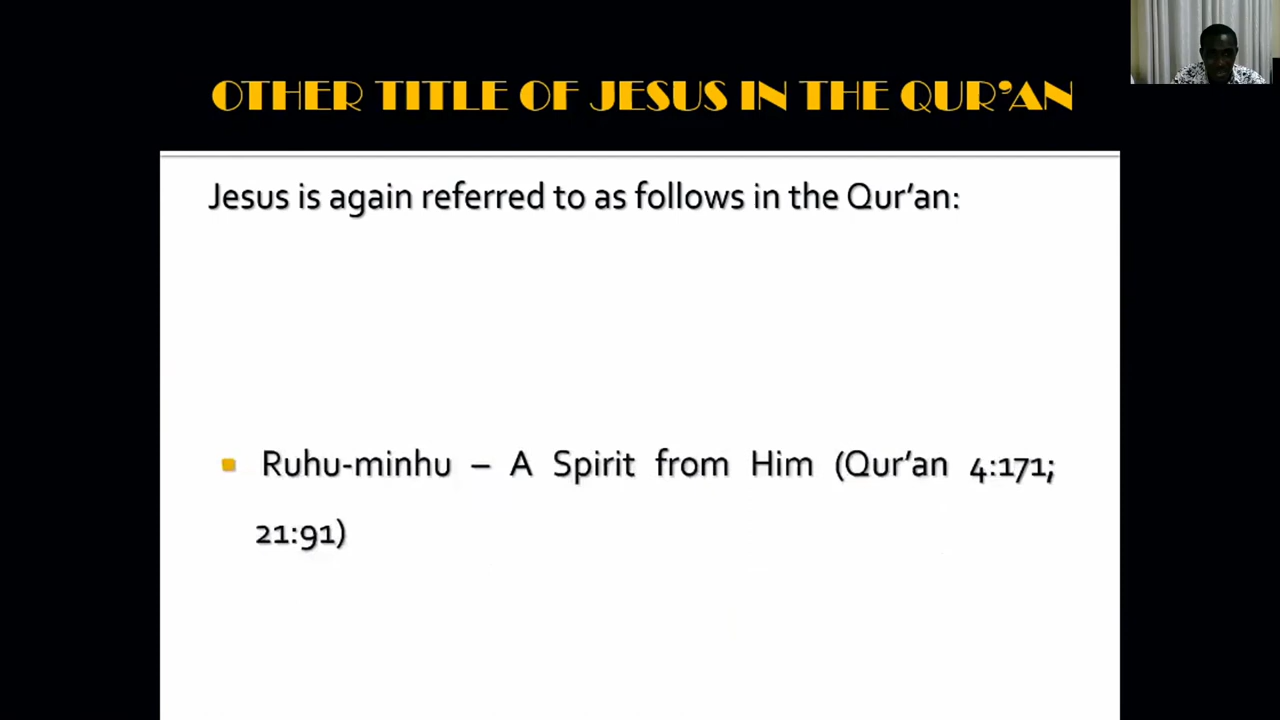 OTHER TITLE OF JESUS IN THE QUR’AN
Jesus is again referred to as follows in the Qur’an:
▪ Ruhu-minhu – A Spirit from Him (Qur’an 4:171;
21:91)